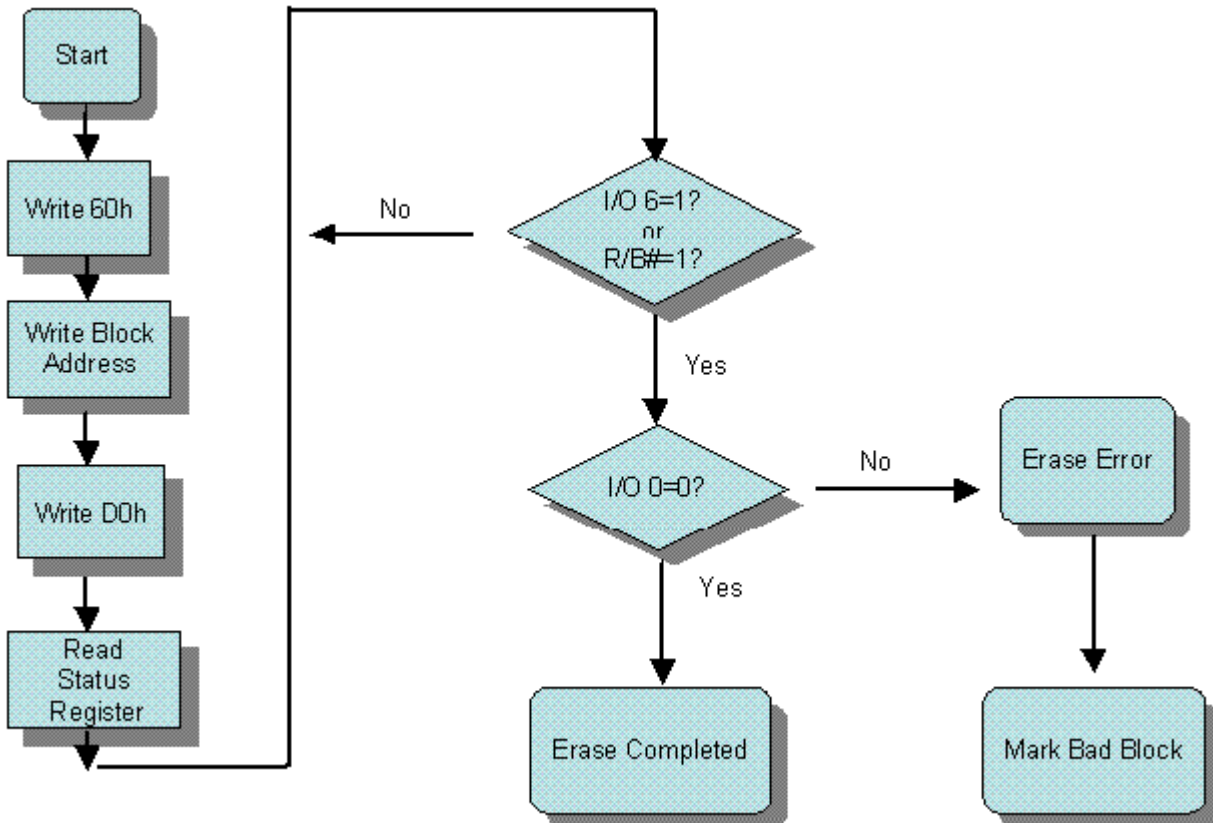 Start
Write 60h
Write Block
Address
Write D0h
Read
Status
Register
I/O 6=1?
or
R/B#=1?
No
Yes
I/O 0=0?
No
Yes
Erase Error
Erase Completed
Mark Bad Block